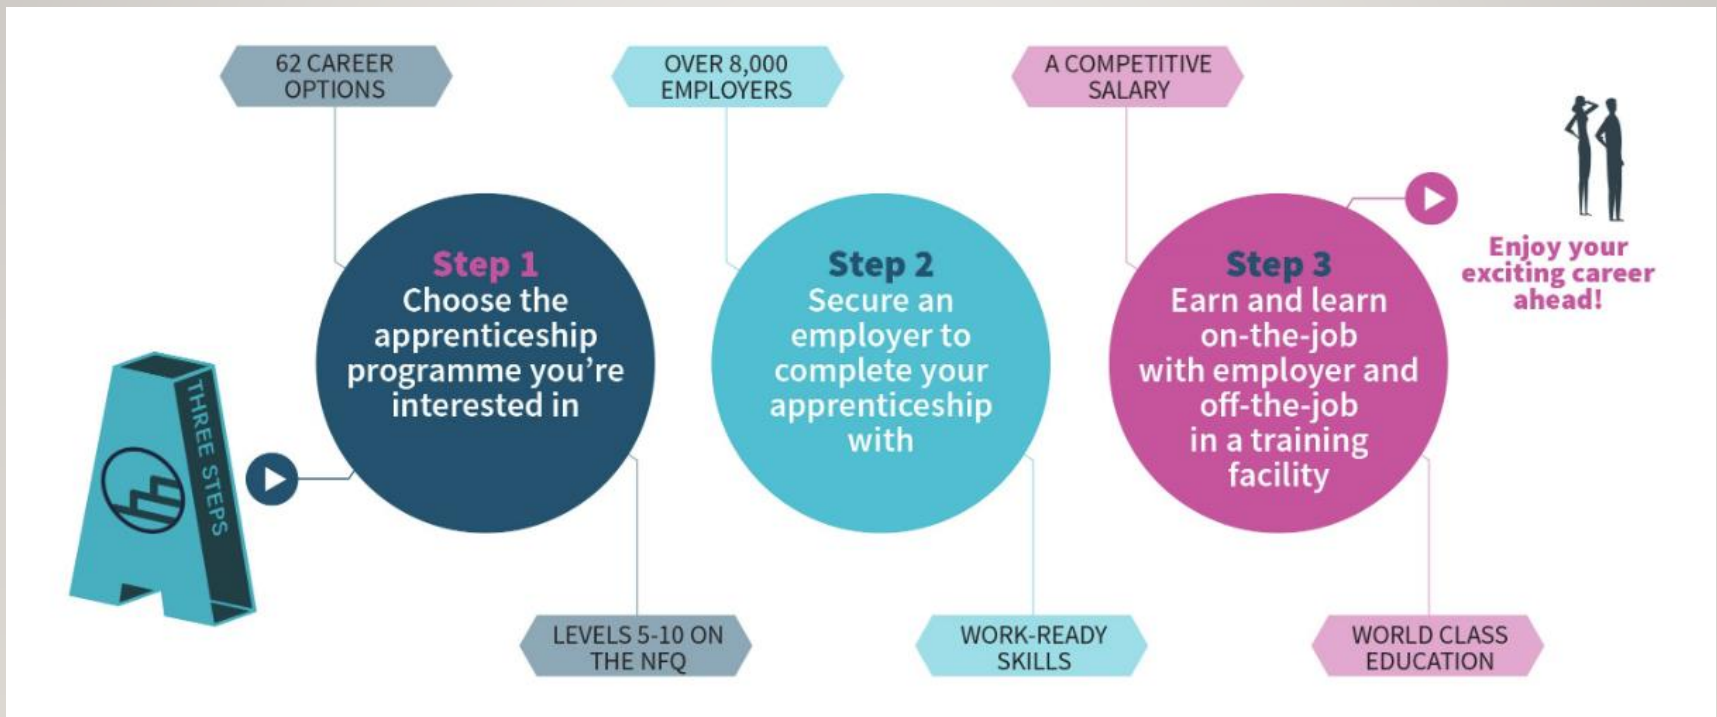 62 CAREER
OPTIONS
OVER 8,000
EMPLOYERS
A COMPETITIVE
SALARY
THREE STEPS
Step 1
Choose the
apprenticeship
programme you're
interested in
Step 2
Secure an
employer to
complete your
apprenticeship
with
Step 3
Earn and learn
on-the-job
with employer and
off-the-job
in a training
facility
Enjoy your
exciting career
ahead!
LEVELS 5-10 ON
THE NFQ
WORK-READY
SKILLS
WORLD CLASS
EDUCATION